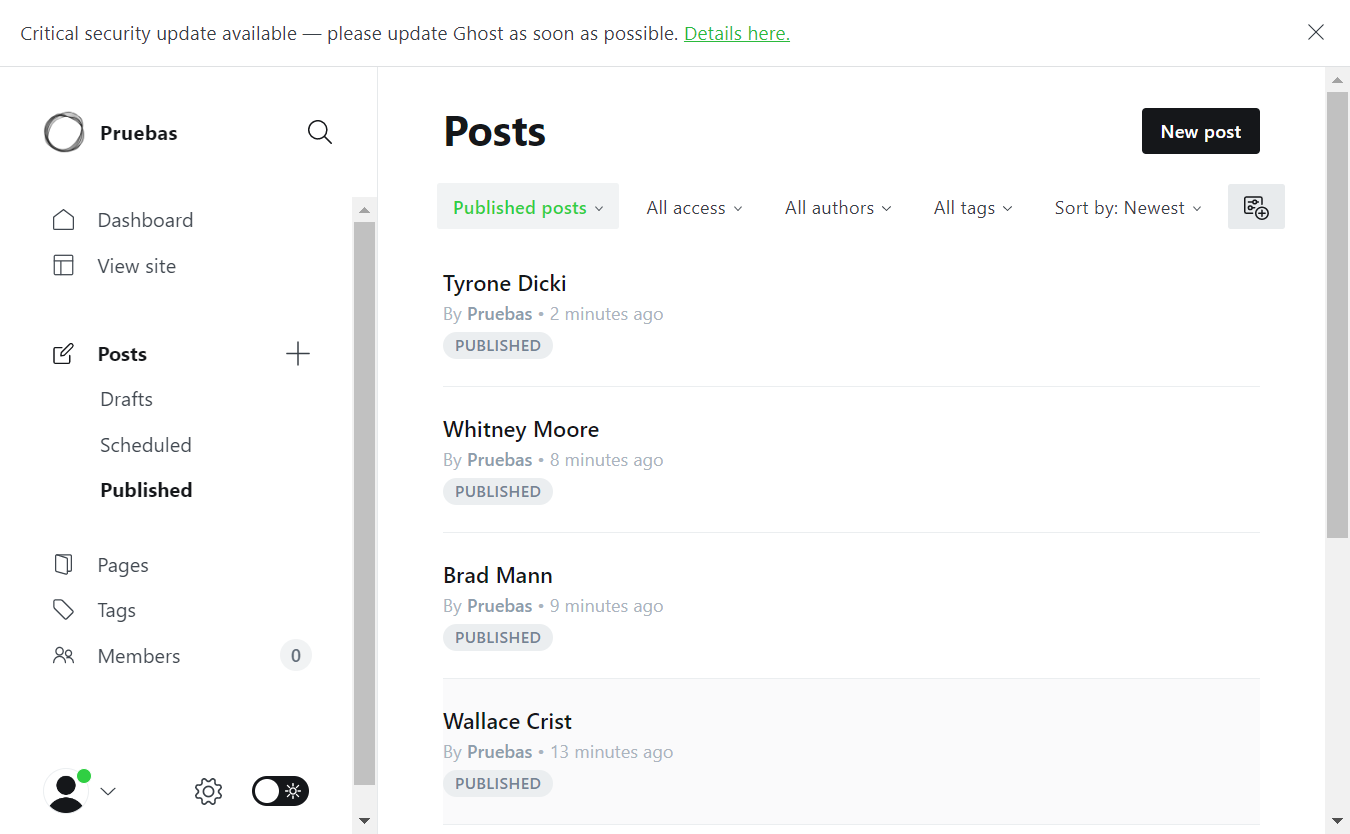 Critical security update available — please update Ghost as soon as possible. Details here.
Pruebas
Dashboard
View site
Posts
Drafts
Scheduled
Published
Pages
Tags
Members 0
Posts
New post
Published posts All access All authors All tags Sort by: Newest
Tyrone Dicki
By Pruebas • 2 minutes ago
PUBLISHED
Whitney Moore
By Pruebas • 8 minutes ago
PUBLISHED
Brad Mann
By Pruebas • 9 minutes ago
PUBLISHED
Wallace Crist
By Pruebas • 13 minutes ago
PUBLISHED